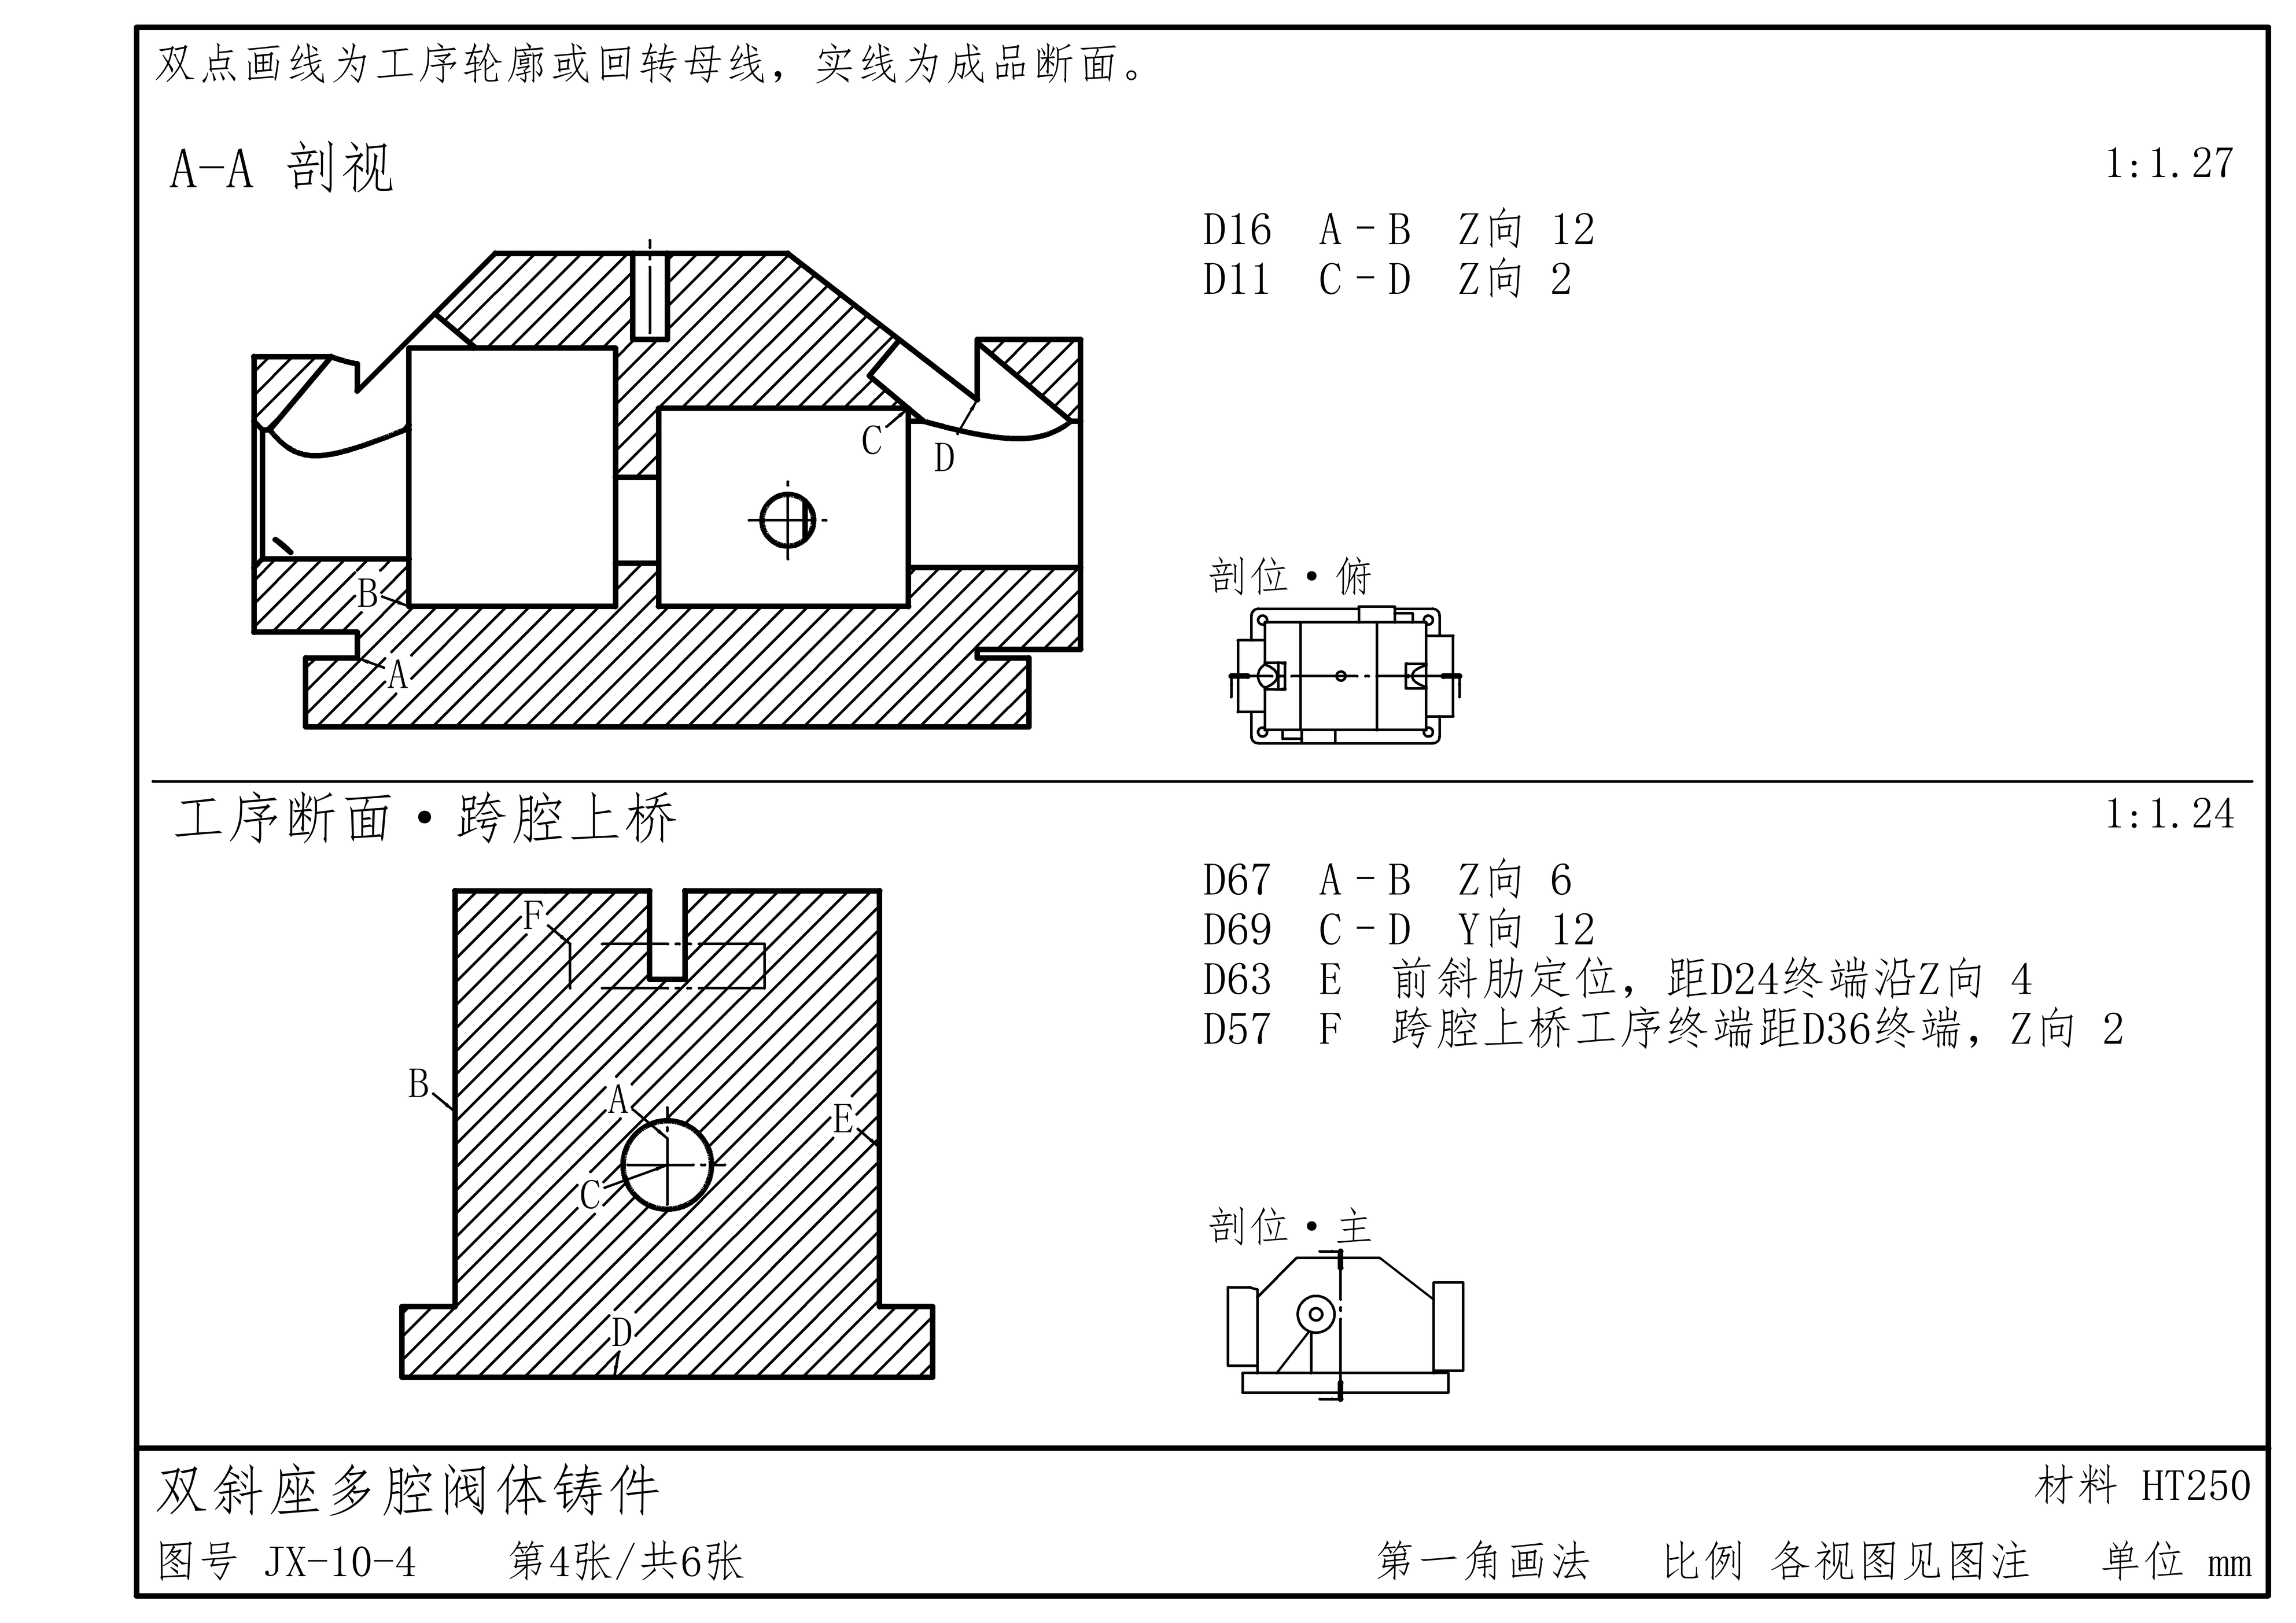 双点画线为工序轮廓或回转母线，实线为成品断面。
A-A 剖视
1:1.27
D16 A-B Z向 12
D11 C-D Z向 2
C
D
B
A
剖位·俯
工序断面·跨腔上桥
1:1.24
D67 A-B Z向 6
D69 C-D Y向 12
D63 E 前斜肋定位，距D24终端沿Z向 4
D57 F 跨腔上桥工序终端距D36终端，Z向 2
F
B
A
E
C
D
剖位·主
双斜座多腔阀体铸件
材料 HT250
图号 JX-10-4 第4张/共6张
第一角画法 比例 各视图见图注 单位 mm